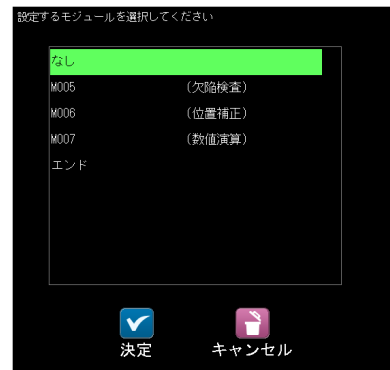 設定するモジュールを選択してください
なし
M005 (欠陥検査)
M006 (位置補正)
M007 (数値演算)
エンド
決定 キャンセル